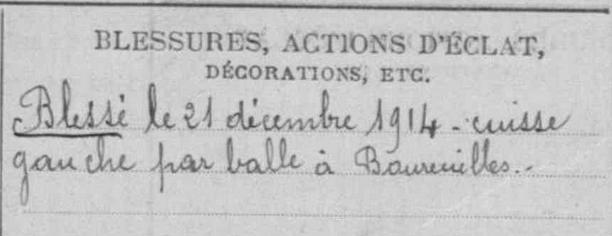 BLESSURES, ACTIONS D'ÉCLAT,
DÉCORATIONS, ETC.
Blessé le 21 décembre 1914 - cuisse
gauche par balle à Boureuilles.-